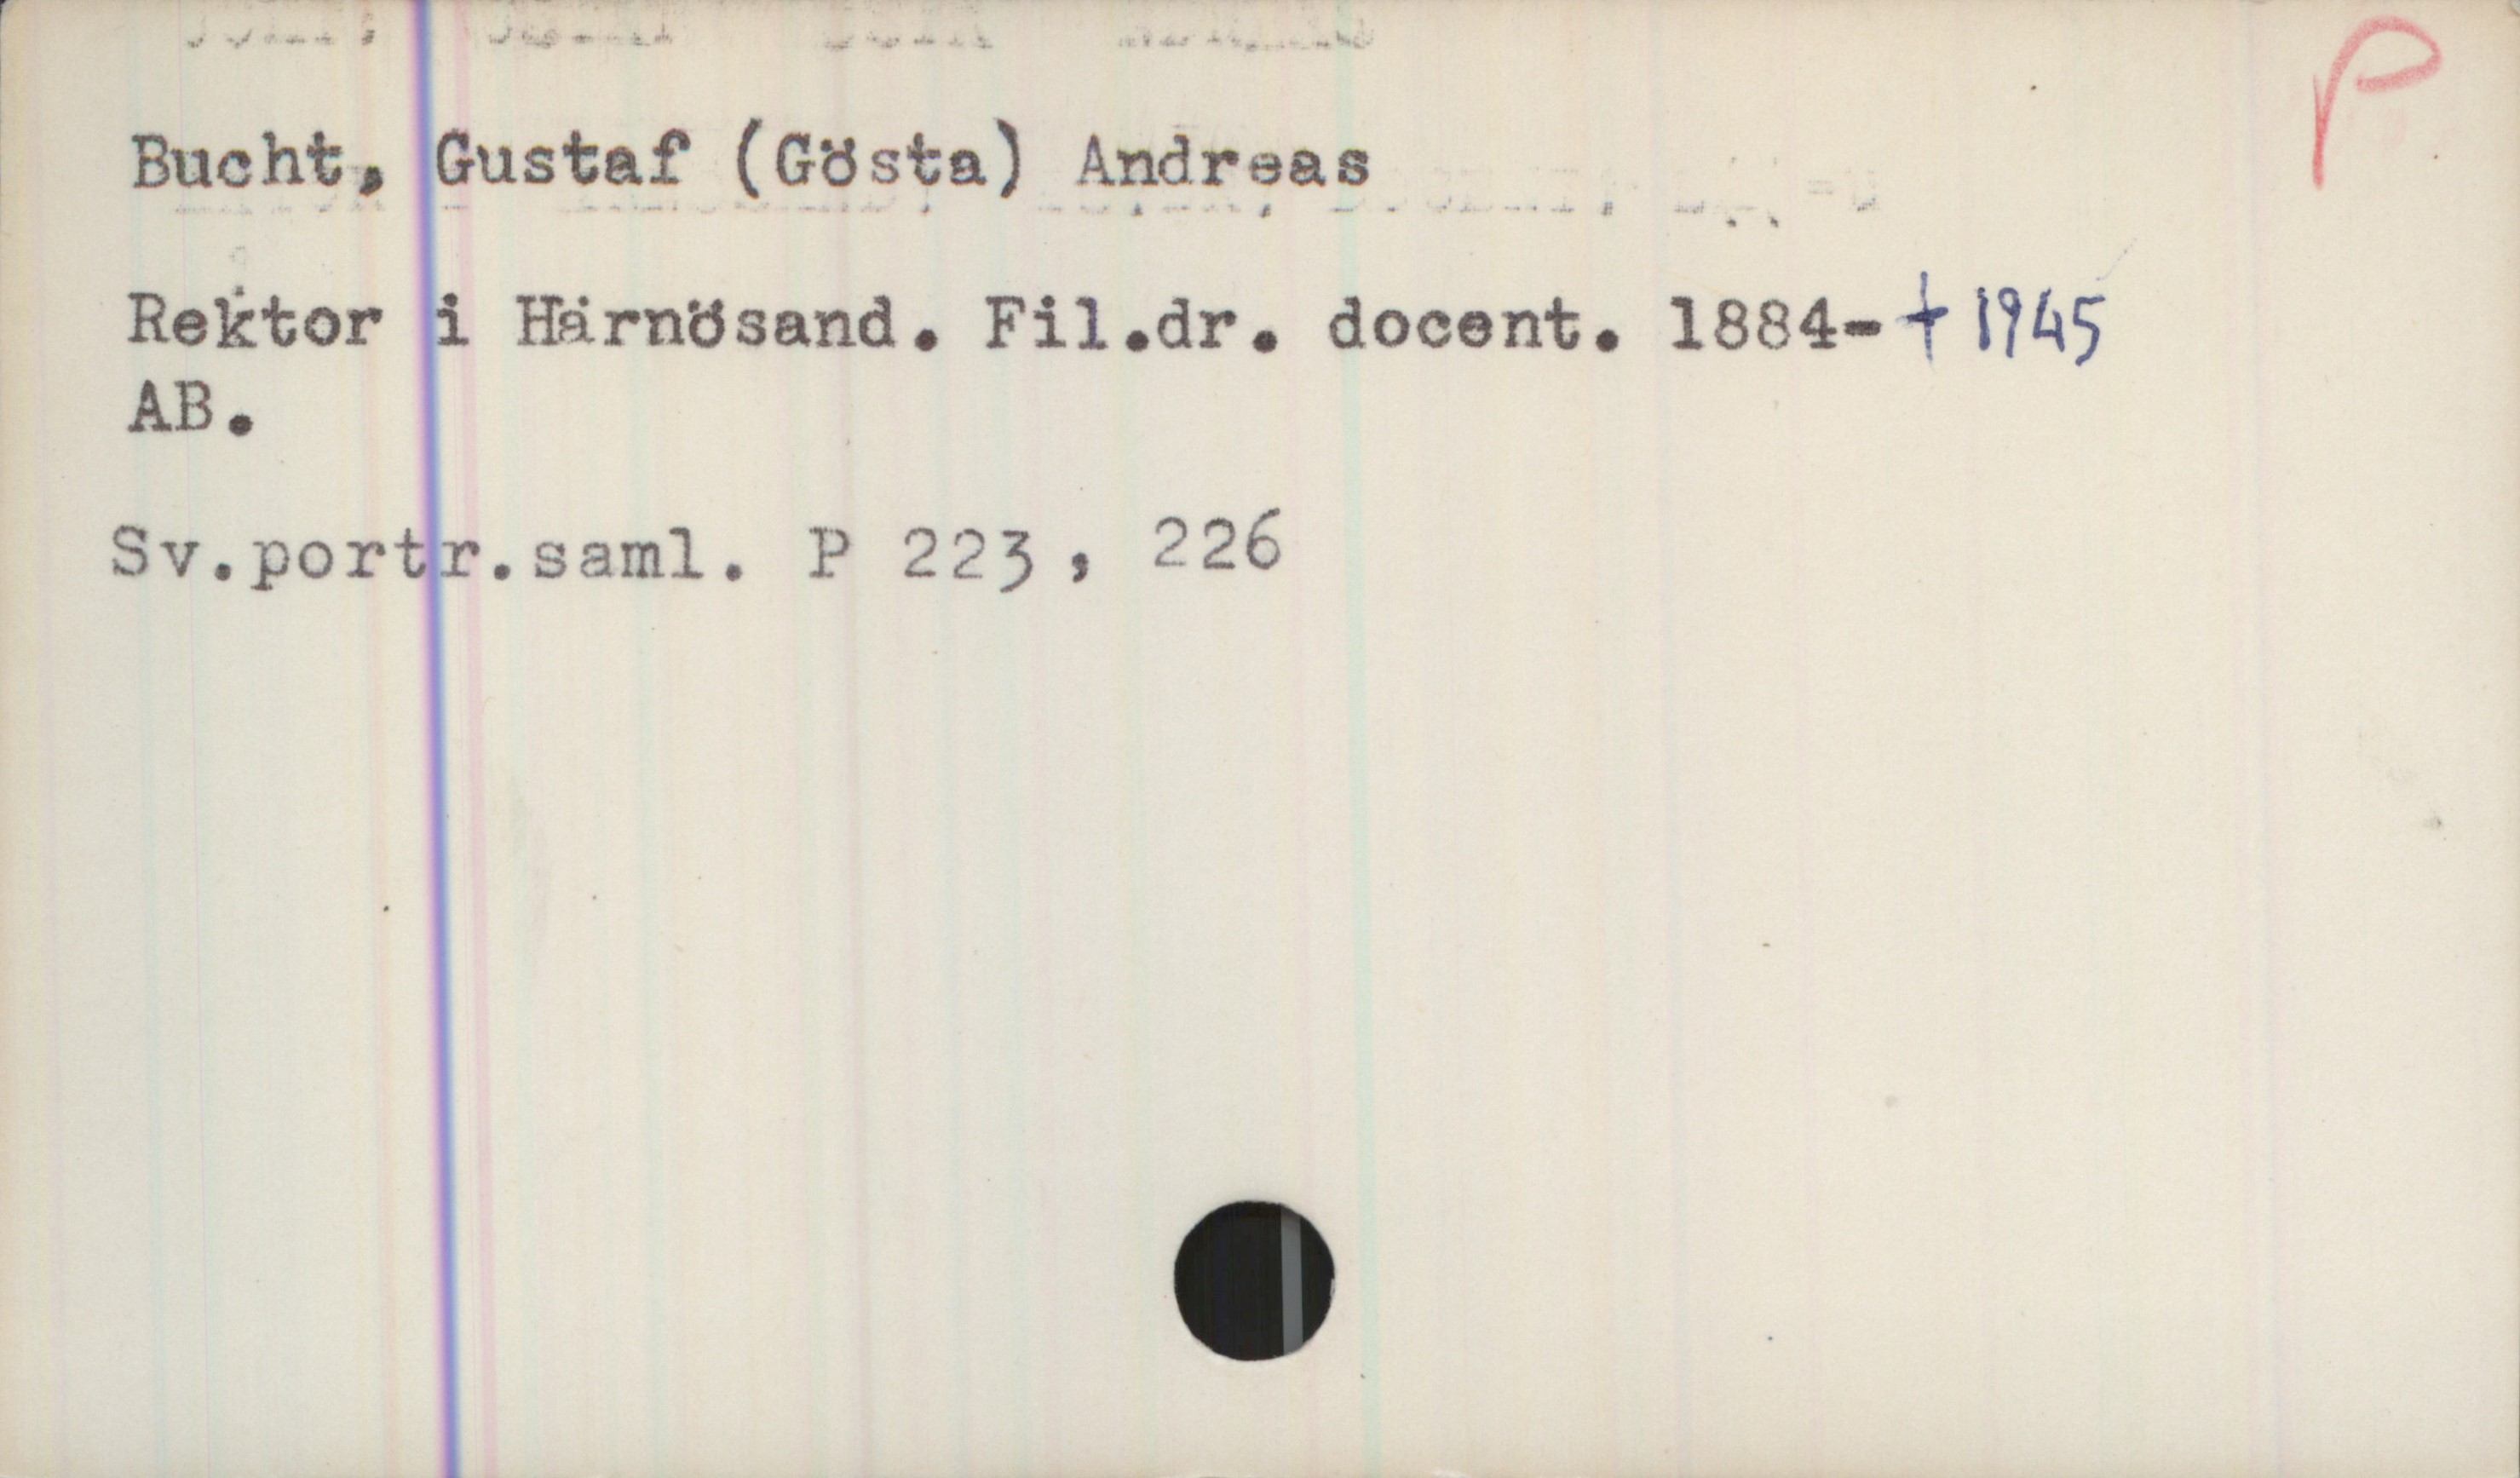 P
Bucht, Gustaf (Gösta) Andreas
Rektor i Härnösand. Fil.dr. docent. 1884-† 1945
AB.
Sv.portr.saml. P 223, 226